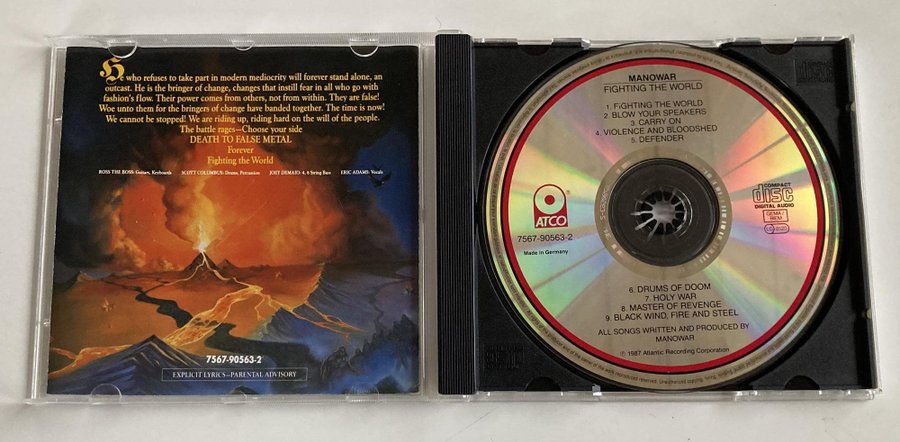 He who refuses to take part in modern mediocrity will forever stand alone, an
outcast. He is the bringer of change, changes that instill fear in all who go with
fashion's flow. Their power comes from others, not from within. They are false!
Woe unto them for the bringers of change have banded together. The time is now!
We cannot be stopped! We are riding up, riding hard on the will of the people.
The battle rages—Choose your side
DEATH TO FALSE METAL
Forever
Fighting the World
ROSS THE BOSS: Guitars, Keyboards SCOTT COLUMBUS: Drums, Percussion JOEY DEMAIO: 4, 8 String Bass ERIC ADAMS: Vocals
7567-90563-2
EXPLICIT LYRICS—PARENTAL ADVISORY
MANOWAR
FIGHTING THE WORLD
1. FIGHTING THE WORLD
2. BLOW YOUR SPEAKERS
3. CARRY ON
4. VIOLENCE AND BLOODSHED
5. DEFENDER
ATCO
7567-90563-2
Made in Germany
COMPACT
disc
DIGITAL AUDIO
GEMA/
BIEM
6. DRUMS OF DOOM
7. HOLY WAR
8. MASTER OF REVENGE
9. BLACK WIND, FIRE AND STEEL
ALL SONGS WRITTEN AND PRODUCED BY
MANOWAR
℗ 1987 Atlantic Recording Corporation